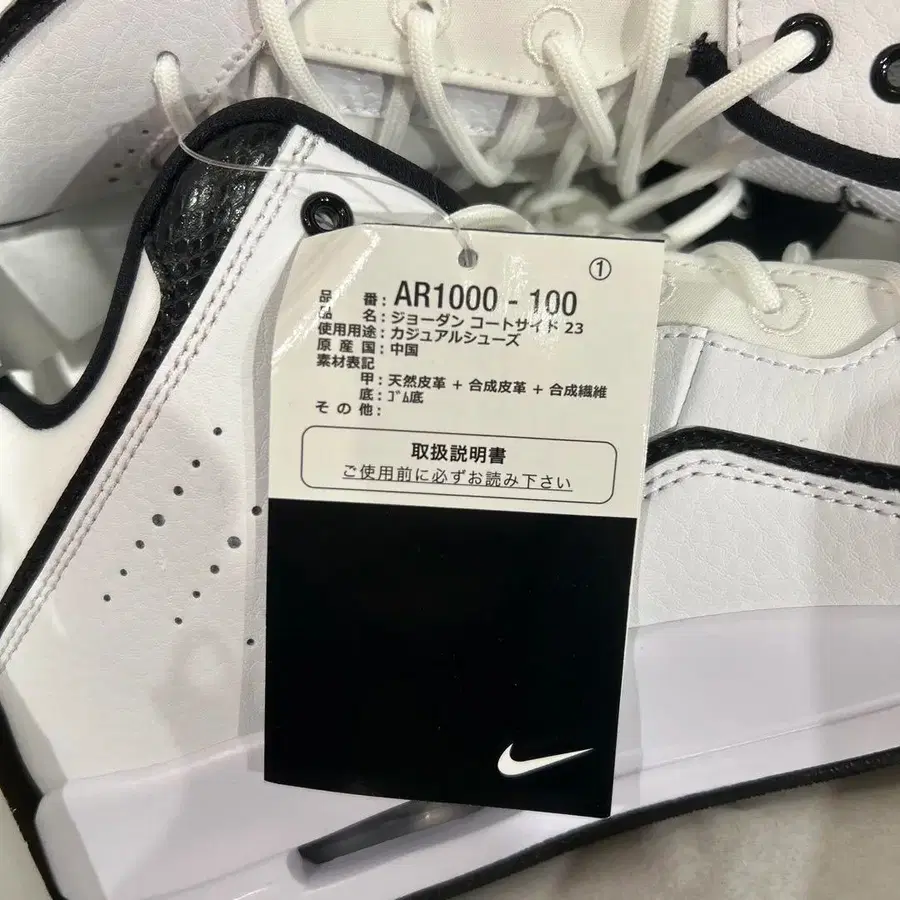 ①
品番: AR1000 - 100
品名: ジョーダン コートサイド 23
使用用途: カジュアルシューズ
原産国: 中国
素材表記
甲: 天然皮革 + 合成皮革 + 合成繊維
底: ｺﾞﾑ底
その他:
取扱説明書
ご使用前に必ずお読み下さい